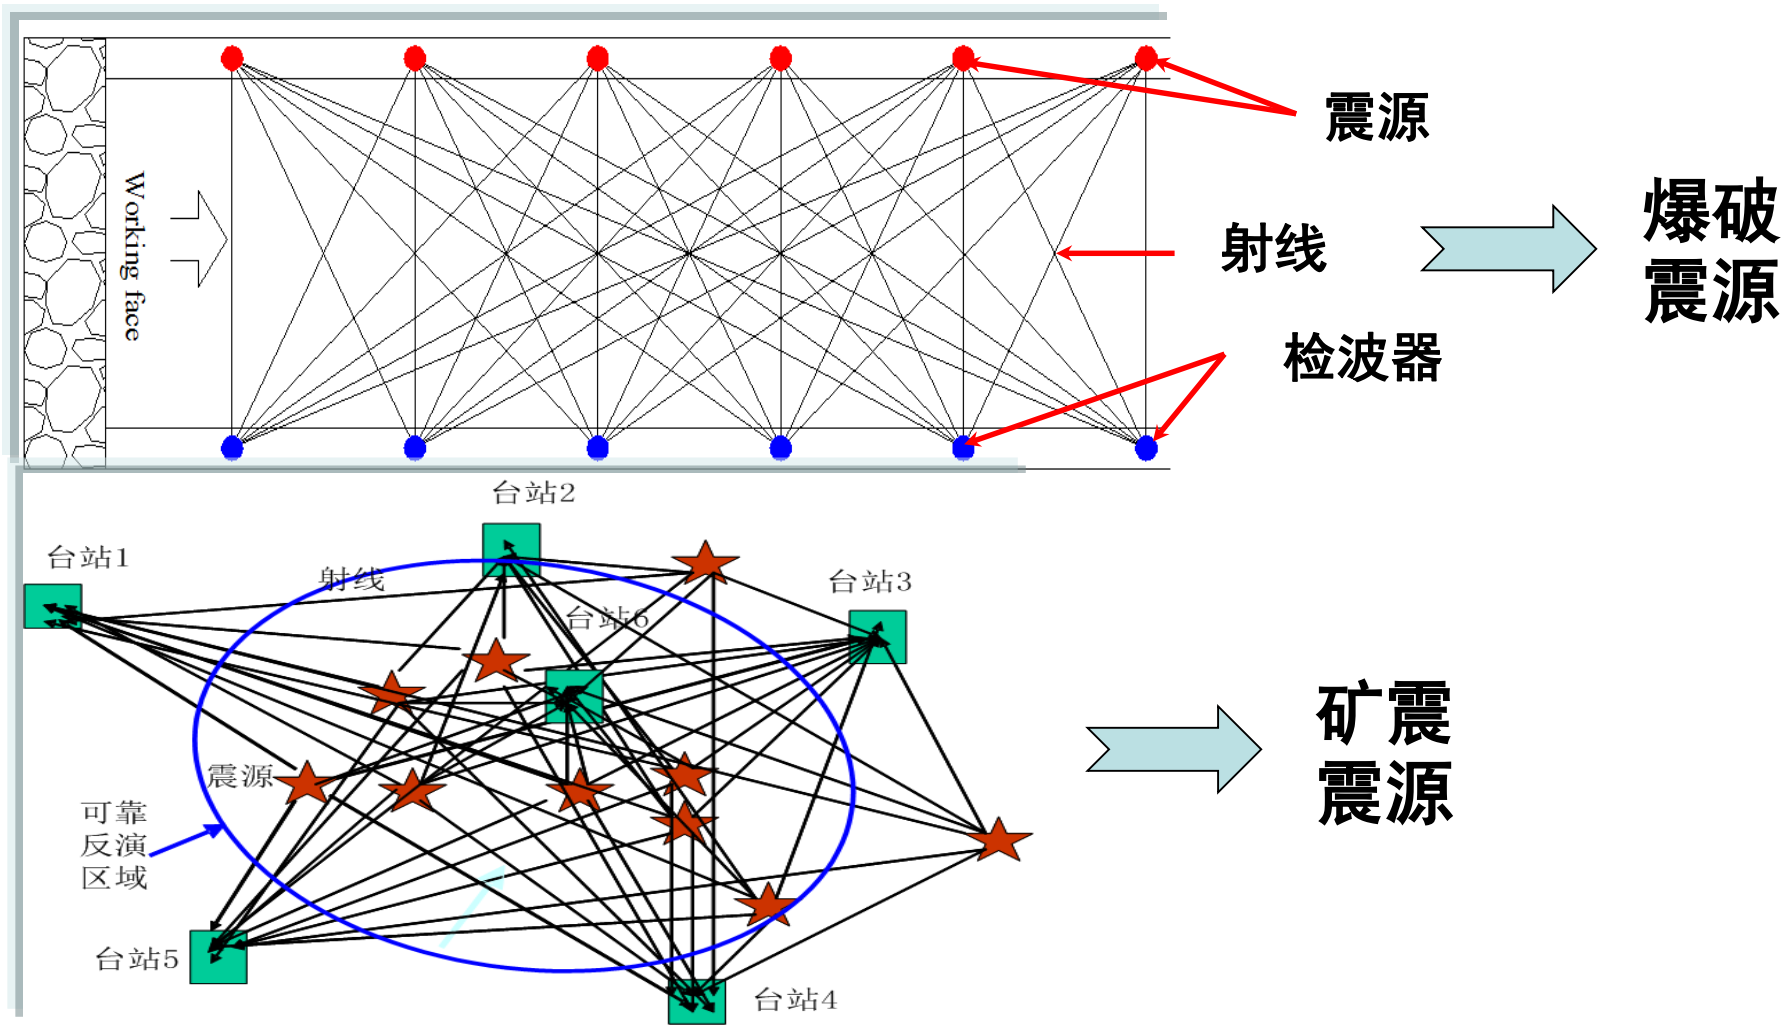 Working face
震源
射线
检波器
爆破
震源
台站2
台站1
射线
台站3
台站6
震源
可靠
反演
区域
台站5
台站4
矿震
震源